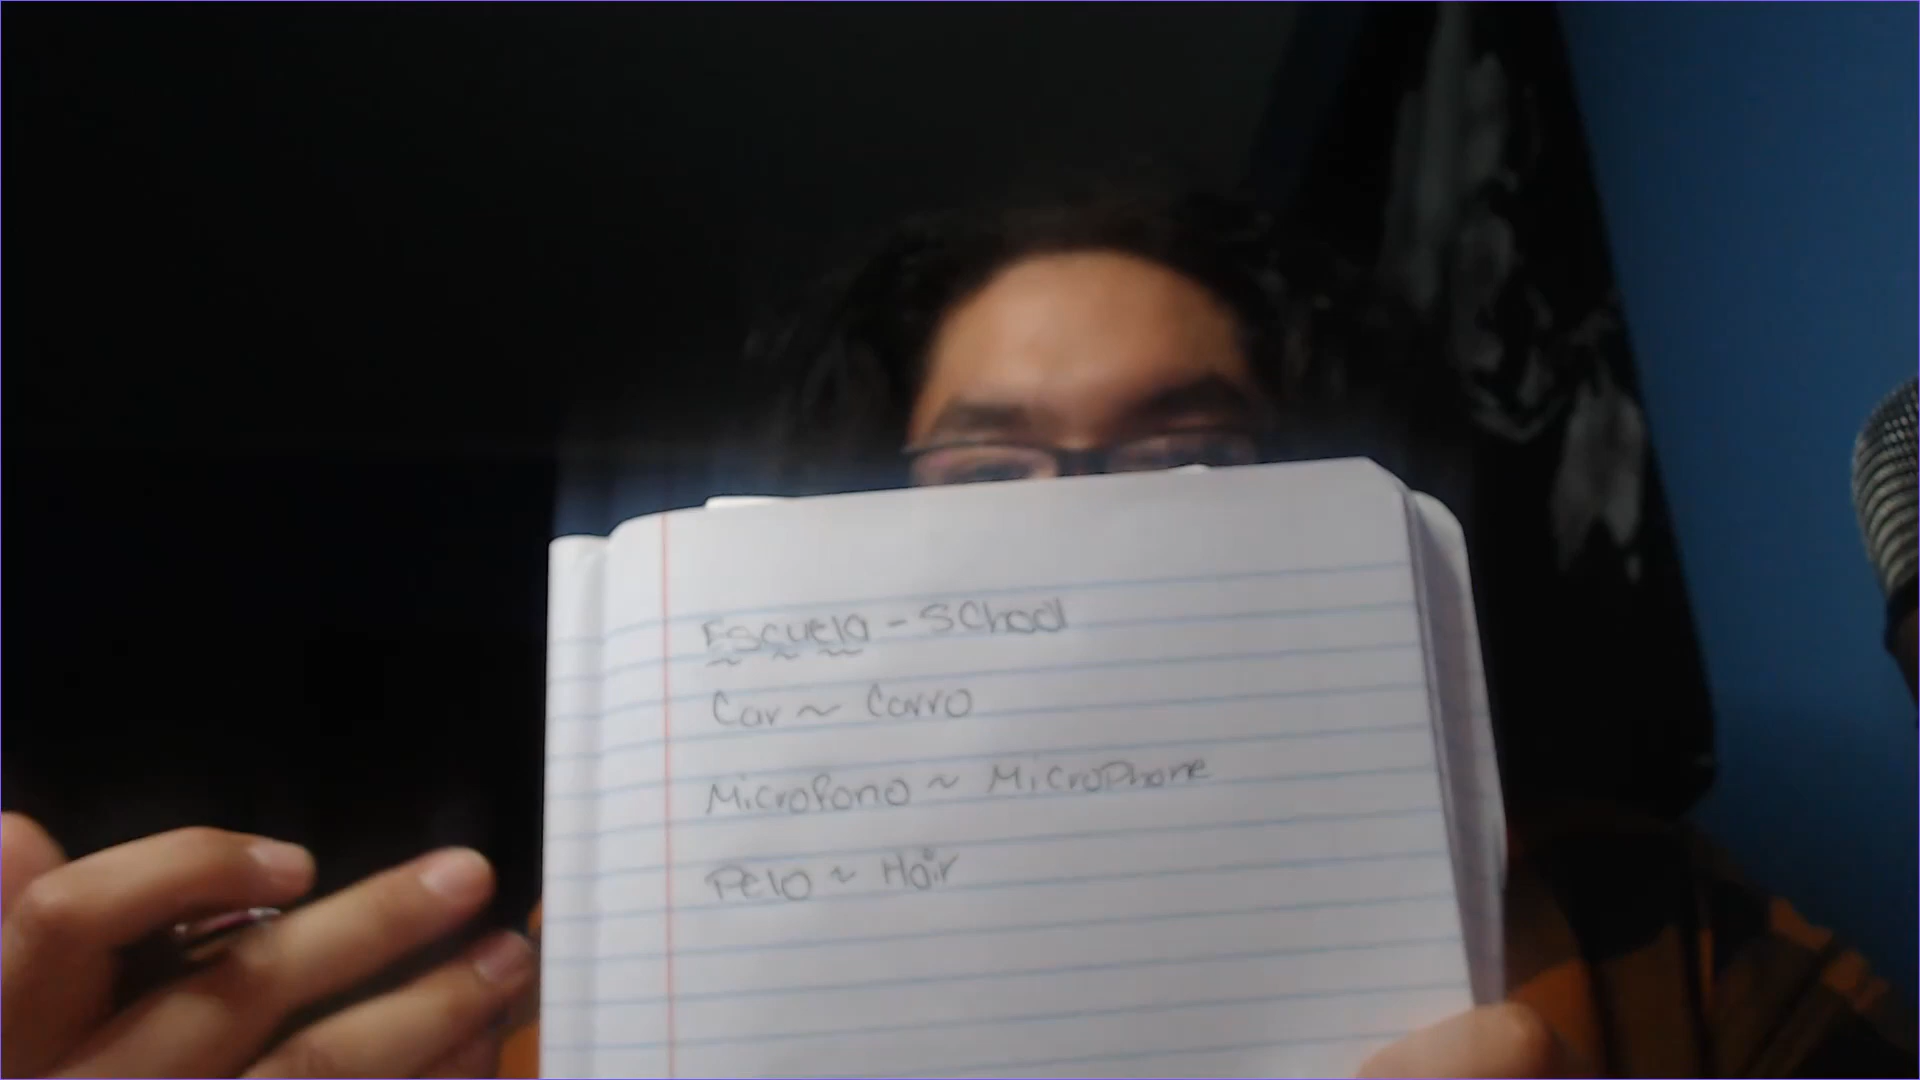 Escuela - SChool
Car ~ Carro
Microfono ~ MicroPhone
Pelo ~ Hair